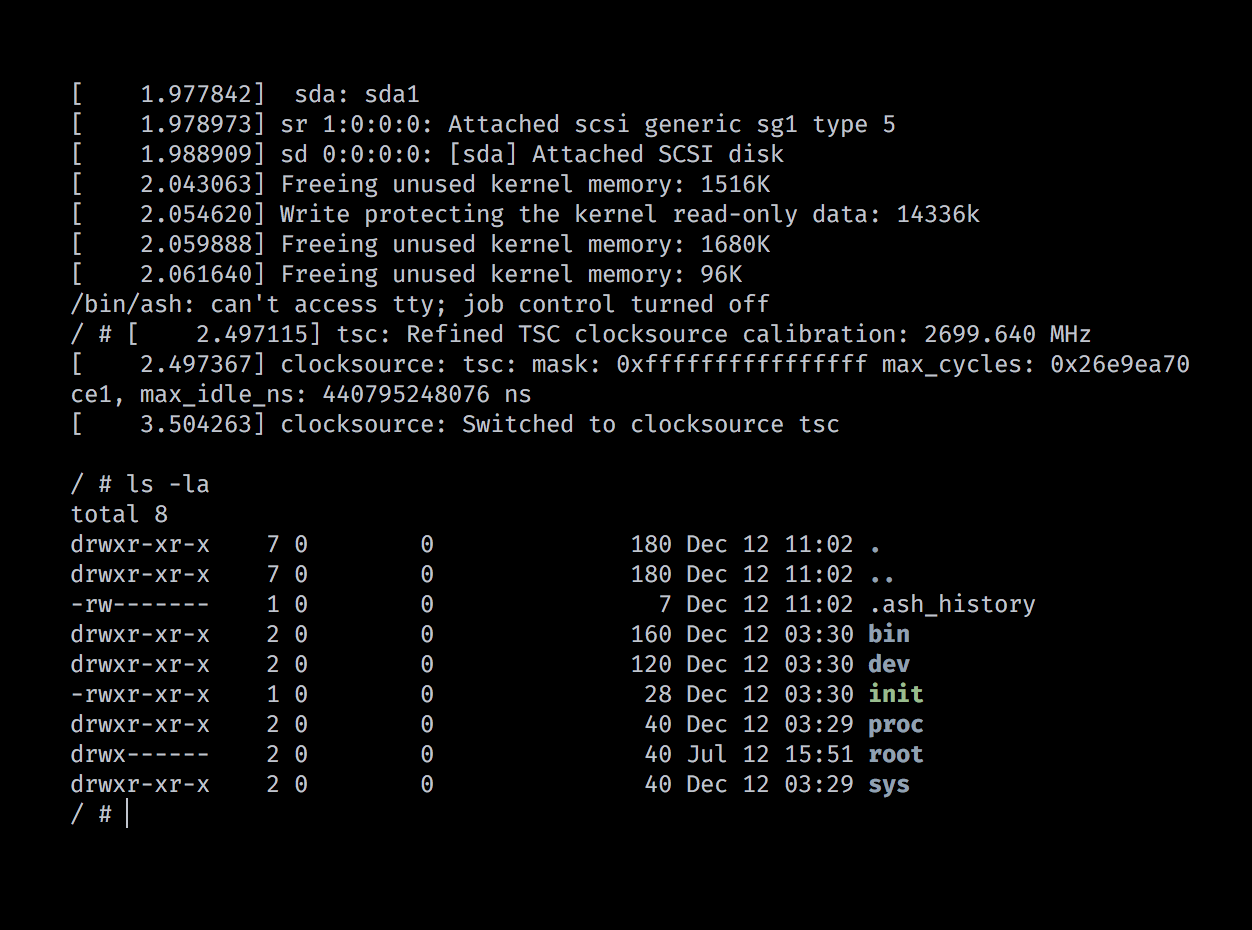 [    1.977842]  sda: sda1
[    1.978973] sr 1:0:0:0: Attached scsi generic sg1 type 5
[    1.988909] sd 0:0:0:0: [sda] Attached SCSI disk
[    2.043063] Freeing unused kernel memory: 1516K
[    2.054620] Write protecting the kernel read-only data: 14336k
[    2.059888] Freeing unused kernel memory: 1680K
[    2.061640] Freeing unused kernel memory: 96K
/bin/ash: can't access tty; job control turned off
/ # [    2.497115] tsc: Refined TSC clocksource calibration: 2699.640 MHz
[    2.497367] clocksource: tsc: mask: 0xffffffffffffffff max_cycles: 0x26e9ea70
ce1, max_idle_ns: 440795248076 ns
[    3.504263] clocksource: Switched to clocksource tsc

/ # ls -la
total 8
drwxr-xr-x    7 0        0              180 Dec 12 11:02 .
drwxr-xr-x    7 0        0              180 Dec 12 11:02 ..
-rw-------    1 0        0                7 Dec 12 11:02 .ash_history
drwxr-xr-x    2 0        0              160 Dec 12 03:30 bin
drwxr-xr-x    2 0        0              120 Dec 12 03:30 dev
-rwxr-xr-x    1 0        0               28 Dec 12 03:30 init
drwxr-xr-x    2 0        0               40 Dec 12 03:29 proc
drwx------    2 0        0               40 Jul 12 15:51 root
drwxr-xr-x    2 0        0               40 Dec 12 03:29 sys
/ #